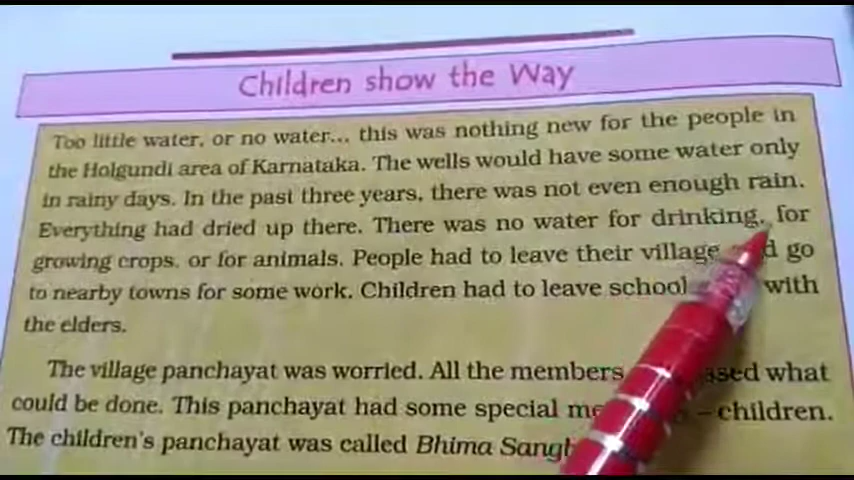 Children show the Way
Too little water, or no water... this was nothing new for the people in
the Holgundi area of Karnataka. The wells would have some water only
in rainy days. In the past three years, there was not even enough rain.
Everything had dried up there. There was no water for drinking, for
growing crops, or for animals. People had to leave their village go
to nearby towns for some work. Children had to leave school with
the elders.
The village panchayat was worried. All the members what
could be done. This panchayat had some special – children.
The children's panchayat was called Bhima